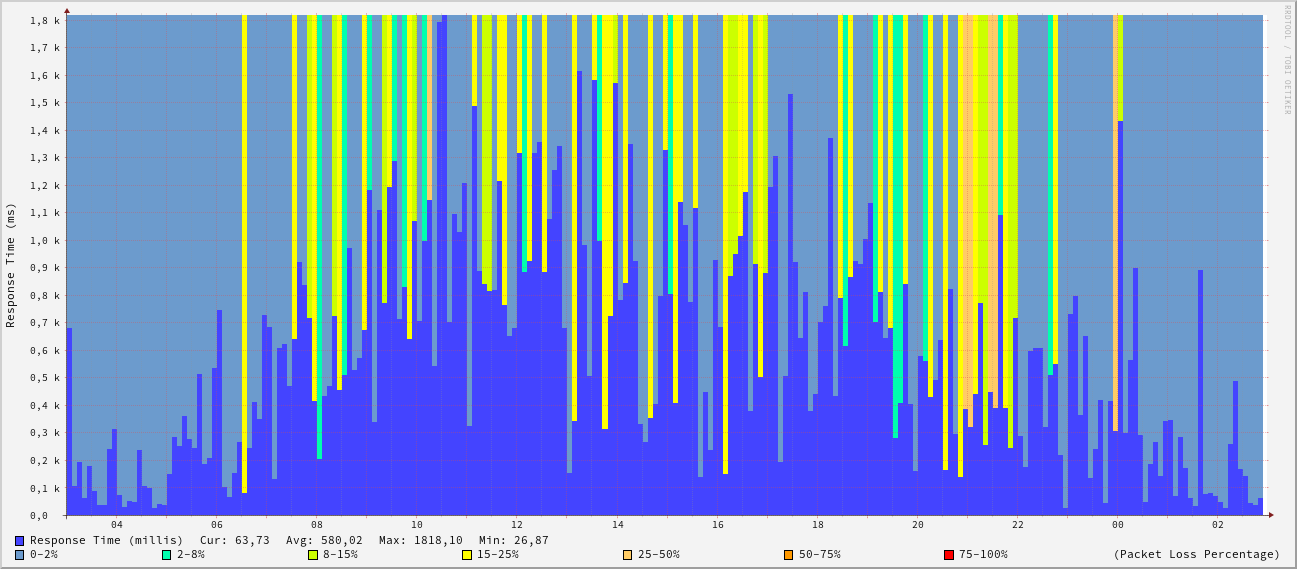 RRDTOOL / TOBI OETIKER
Response Time (ms)
1,8 k
1,7 k
1,6 k
1,5 k
1,4 k
1,3 k
1,2 k
1,1 k
1,0 k
0,9 k
0,8 k
0,7 k
0,6 k
0,5 k
0,4 k
0,3 k
0,2 k
0,1 k
0,0
04 06 08 10 12 14 16 18 20 22 00 02
Response Time (millis) Cur: 63,73 Avg: 580,02 Max: 1818,10 Min: 26,87
0-2% 2-8% 8-15% 15-25% 25-50% 50-75% 75-100% (Packet Loss Percentage)